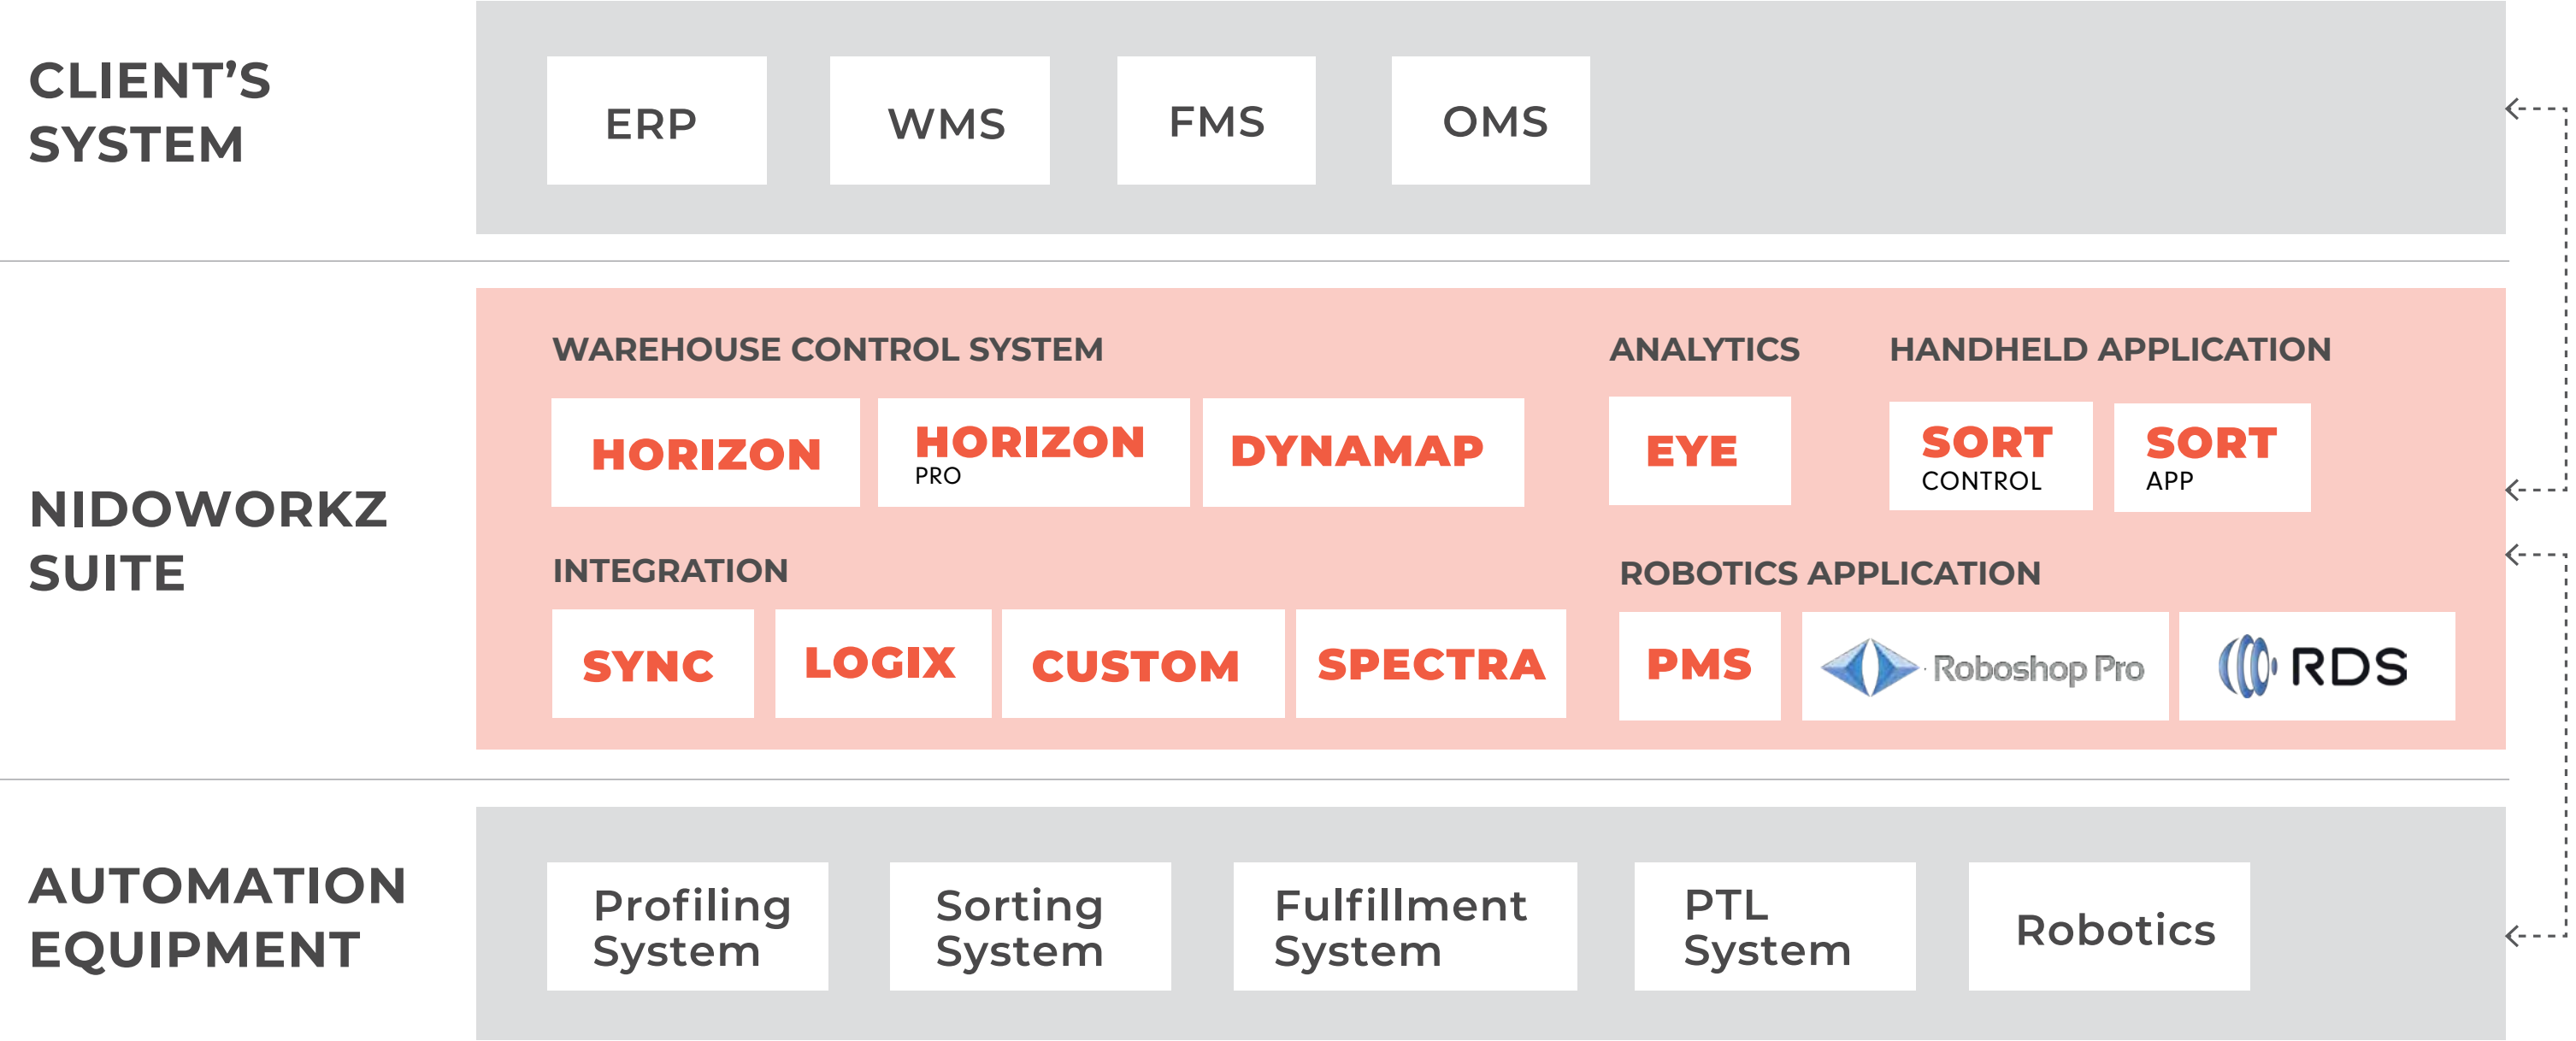 CLIENT’S
SYSTEM
ERP
WMS
FMS
OMS
NIDOWORKZ
SUITE
WAREHOUSE CONTROL SYSTEM
HORIZON
HORIZON
PRO
DYNAMAP
ANALYTICS
EYE
HANDHELD APPLICATION
SORT
CONTROL
SORT
APP
INTEGRATION
SYNC
LOGIX
CUSTOM
SPECTRA
ROBOTICS APPLICATION
PMS
Roboshop Pro
RDS
AUTOMATION
EQUIPMENT
Profiling
System
Sorting
System
Fulfillment
System
PTL
System
Robotics